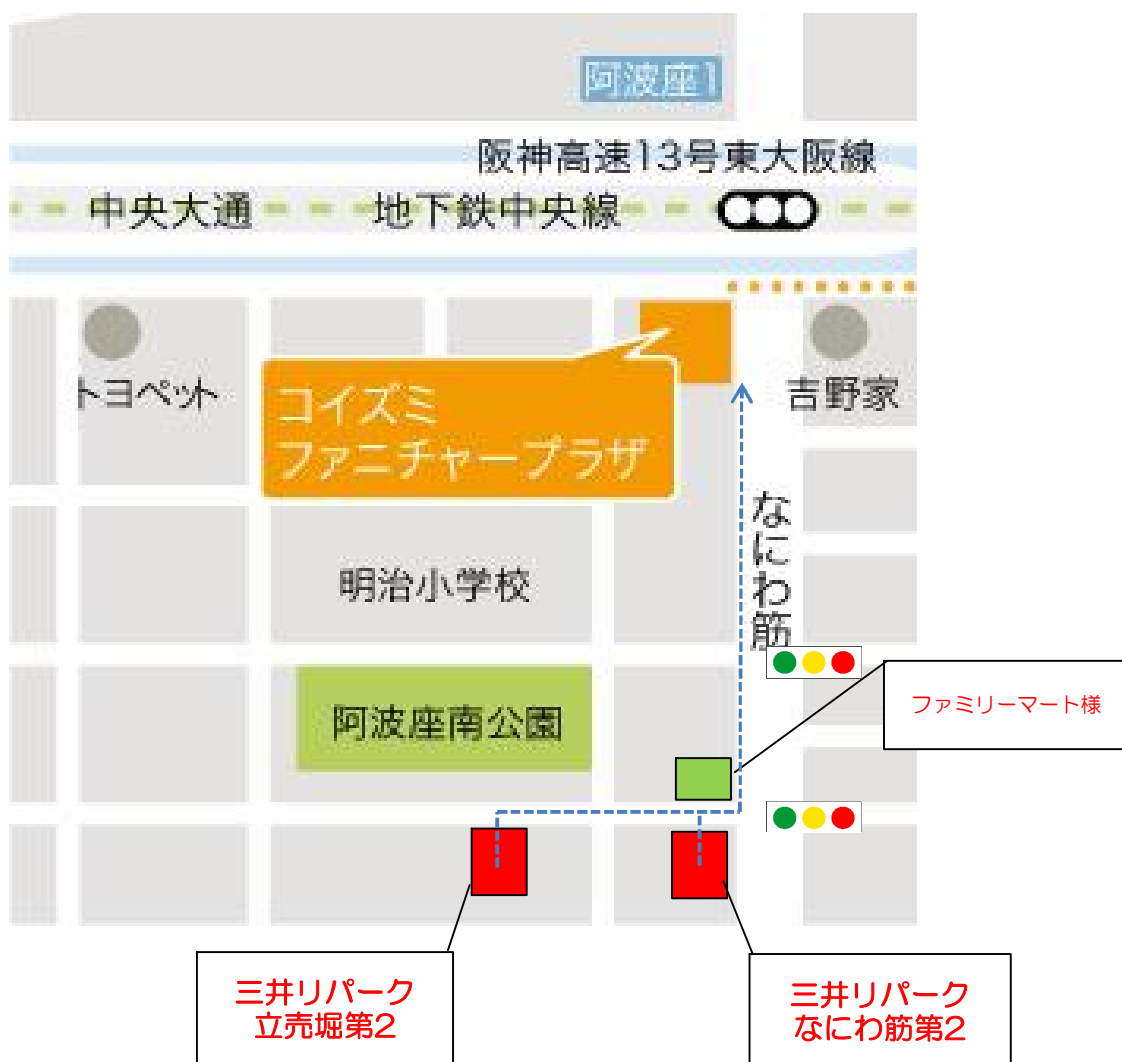 阿波座1
阪神高速13号東大阪線
中央大通
地下鉄中央線
トヨペット
コイズミ
ファニチャープラザ
吉野家
なにわ筋
明治小学校
ファミリーマート様
阿波座南公園
三井リパーク
立売堀第2
三井リパーク
なにわ筋第2